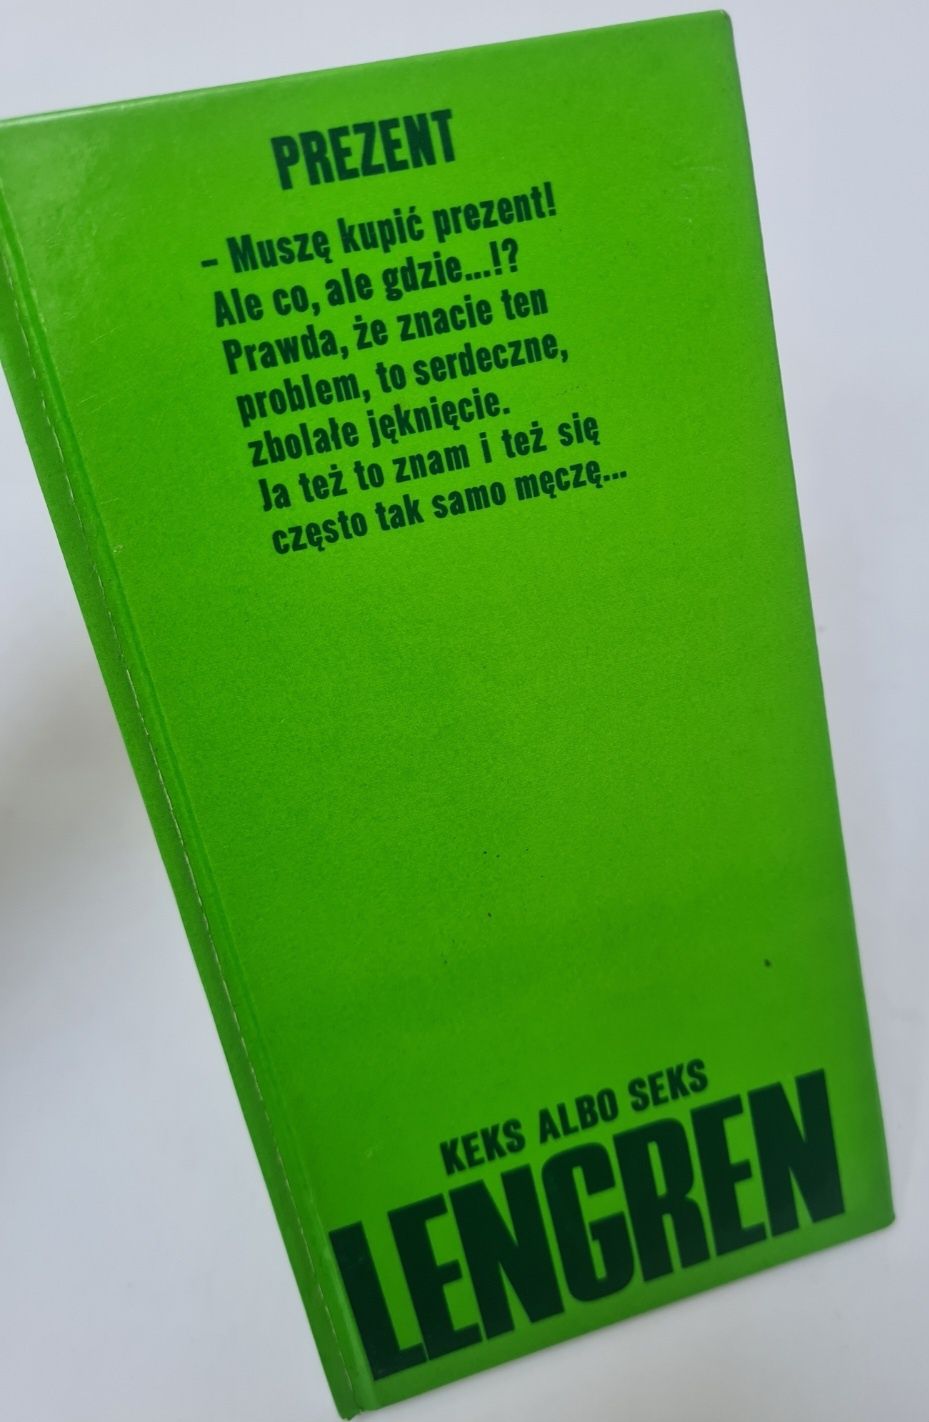 PREZENT
– Muszę kupić prezent!
Ale co, ale gdzie...!?
Prawda, że znacie ten
problem, to serdeczne,
zbolałe jęknięcie.
Ja też to znam i też się
często tak samo męczę...
KEKS ALBO SEKS
LENGREN